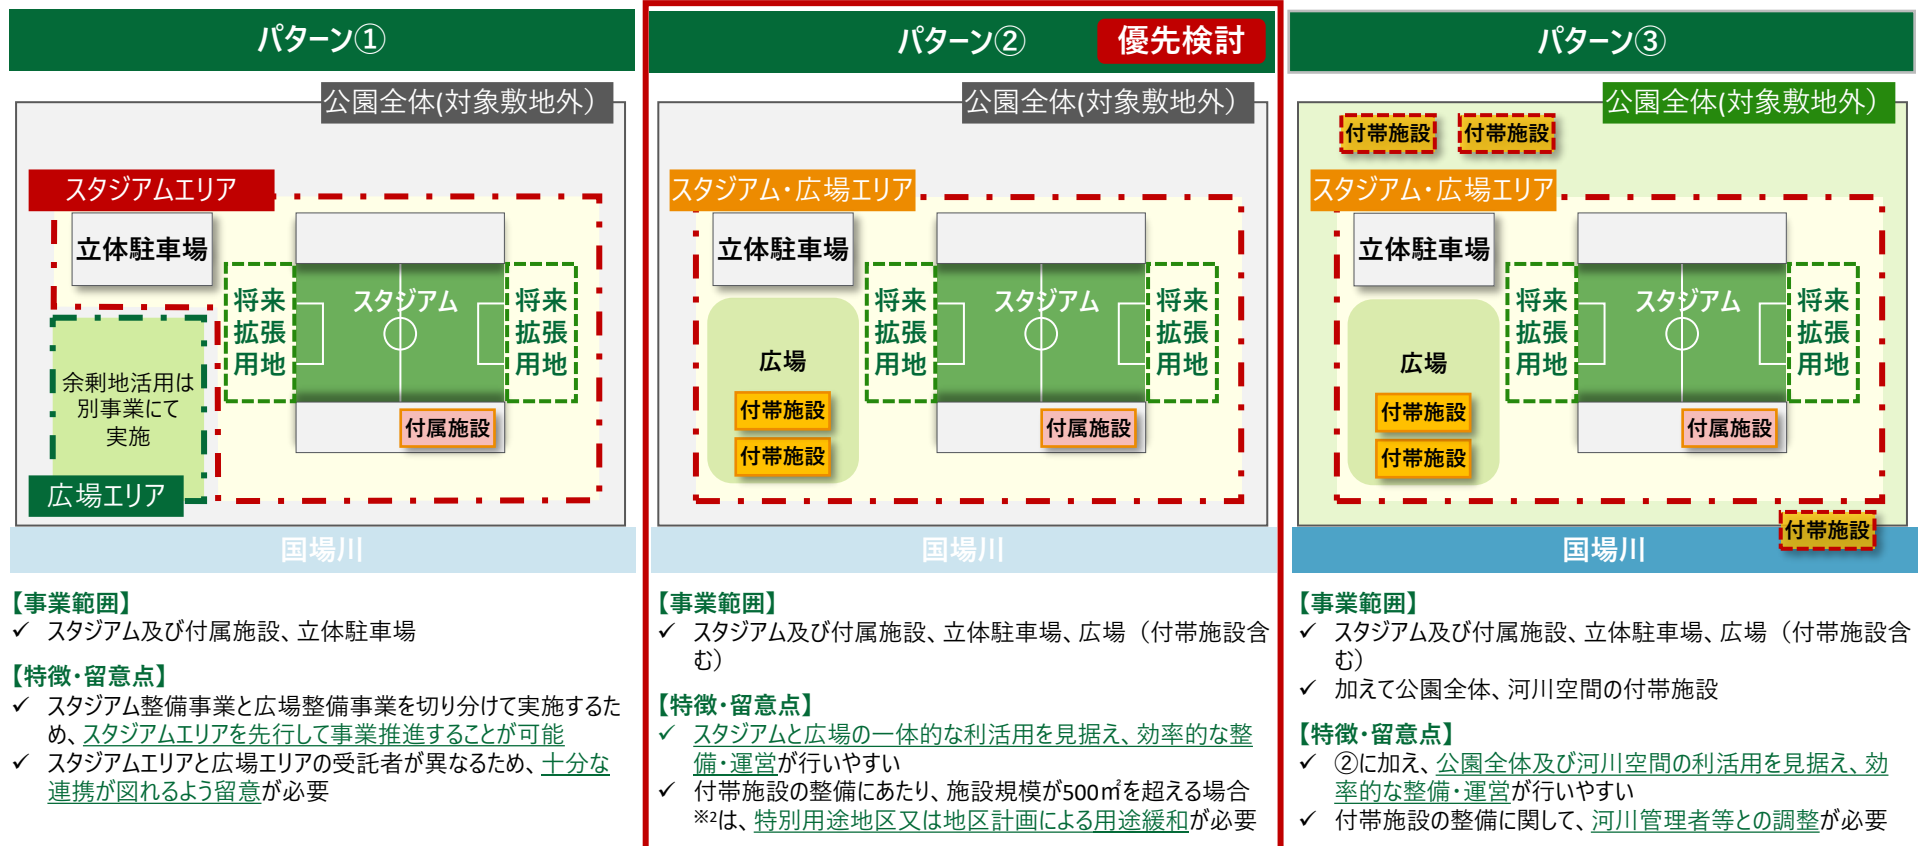 パターン①
公園全体(対象敷地外)
スタジアムエリア
立体駐車場
将来
拡張
用地
スタジアム
将来
拡張
用地
余剰地活用は
別事業にて
実施
付属施設
広場エリア
国場川
【事業範囲】
✓ スタジアム及び付属施設、立体駐車場
【特徴・留意点】
✓ スタジアム整備事業と広場整備事業を切り分けて実施するた
め、スタジアムエリアを先行して事業推進することが可能
✓ スタジアムエリアと広場エリアの受託者が異なるため、十分な
連携が図れるよう留意が必要
パターン② 優先検討
公園全体(対象敷地外)
スタジアム・広場エリア
立体駐車場
将来
拡張
用地
スタジアム
将来
拡張
用地
広場
付帯施設
付帯施設
付属施設
国場川
【事業範囲】
✓ スタジアム及び付属施設、立体駐車場、広場（付帯施設含
む）
【特徴・留意点】
✓ スタジアムと広場の一体的な利活用を見据え、効率的な整
備・運営が行いやすい
✓ 付帯施設の整備にあたり、施設規模が500㎡を超える場合
※2は、特別用途地区又は地区計画による用途緩和が必要
パターン③
公園全体(対象敷地外)
付帯施設 付帯施設
スタジアム・広場エリア
立体駐車場
将来
拡張
用地
スタジアム
将来
拡張
用地
広場
付帯施設
付帯施設
付属施設
付帯施設
国場川
【事業範囲】
✓ スタジアム及び付属施設、立体駐車場、広場（付帯施設含
む）
✓ 加えて公園全体、河川空間の付帯施設
【特徴・留意点】
✓ ②に加え、公園全体及び河川空間の利活用を見据え、効
率的な整備・運営が行いやすい
✓ 付帯施設の整備に関して、河川管理者等との調整が必要